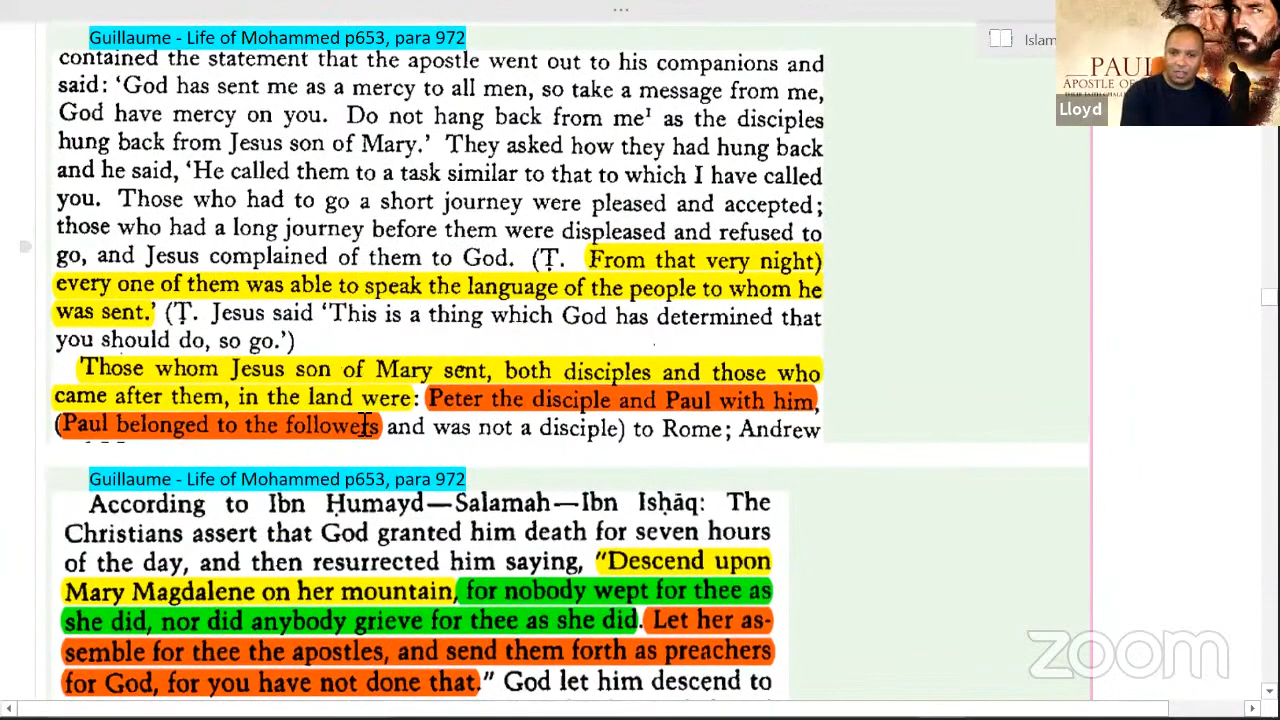 Guillaume - Life of Mohammed p653, para 972
contained the statement that the apostle went out to his companions and
said: ‘God has sent me as a mercy to all men, so take a message from me,
God have mercy on you. Do not hang back from me¹ as the disciples
hung back from Jesus son of Mary.’ They asked how they had hung back
and he said, ‘He called them to a task similar to that to which I have called
you. Those who had to go a short journey were pleased and accepted;
those who had a long journey before them were displeased and refused to
go, and Jesus complained of them to God. (Ṭ. From that very night)
every one of them was able to speak the language of the people to whom he
was sent.’ (Ṭ. Jesus said ‘This is a thing which God has determined that
you should do, so go.’)
Those whom Jesus son of Mary sent, both disciples and those who
came after them, in the land were: Peter the disciple and Paul with him,
(Paul belonged to the followers and was not a disciple) to Rome; Andrew
Guillaume - Life of Mohammed p653, para 972
According to Ibn Ḥumayd—Salamah—Ibn Isḥāq: The
Christians assert that God granted him death for seven hours
of the day, and then resurrected him saying, “Descend upon
Mary Magdalene on her mountain, for nobody wept for thee as
she did, nor did anybody grieve for thee as she did. Let her as-
semble for thee the apostles, and send them forth as preachers
for God, for you have not done that.” God let him descend to
Islam
PAUL
APOSTLE OF
Lloyd
zoom